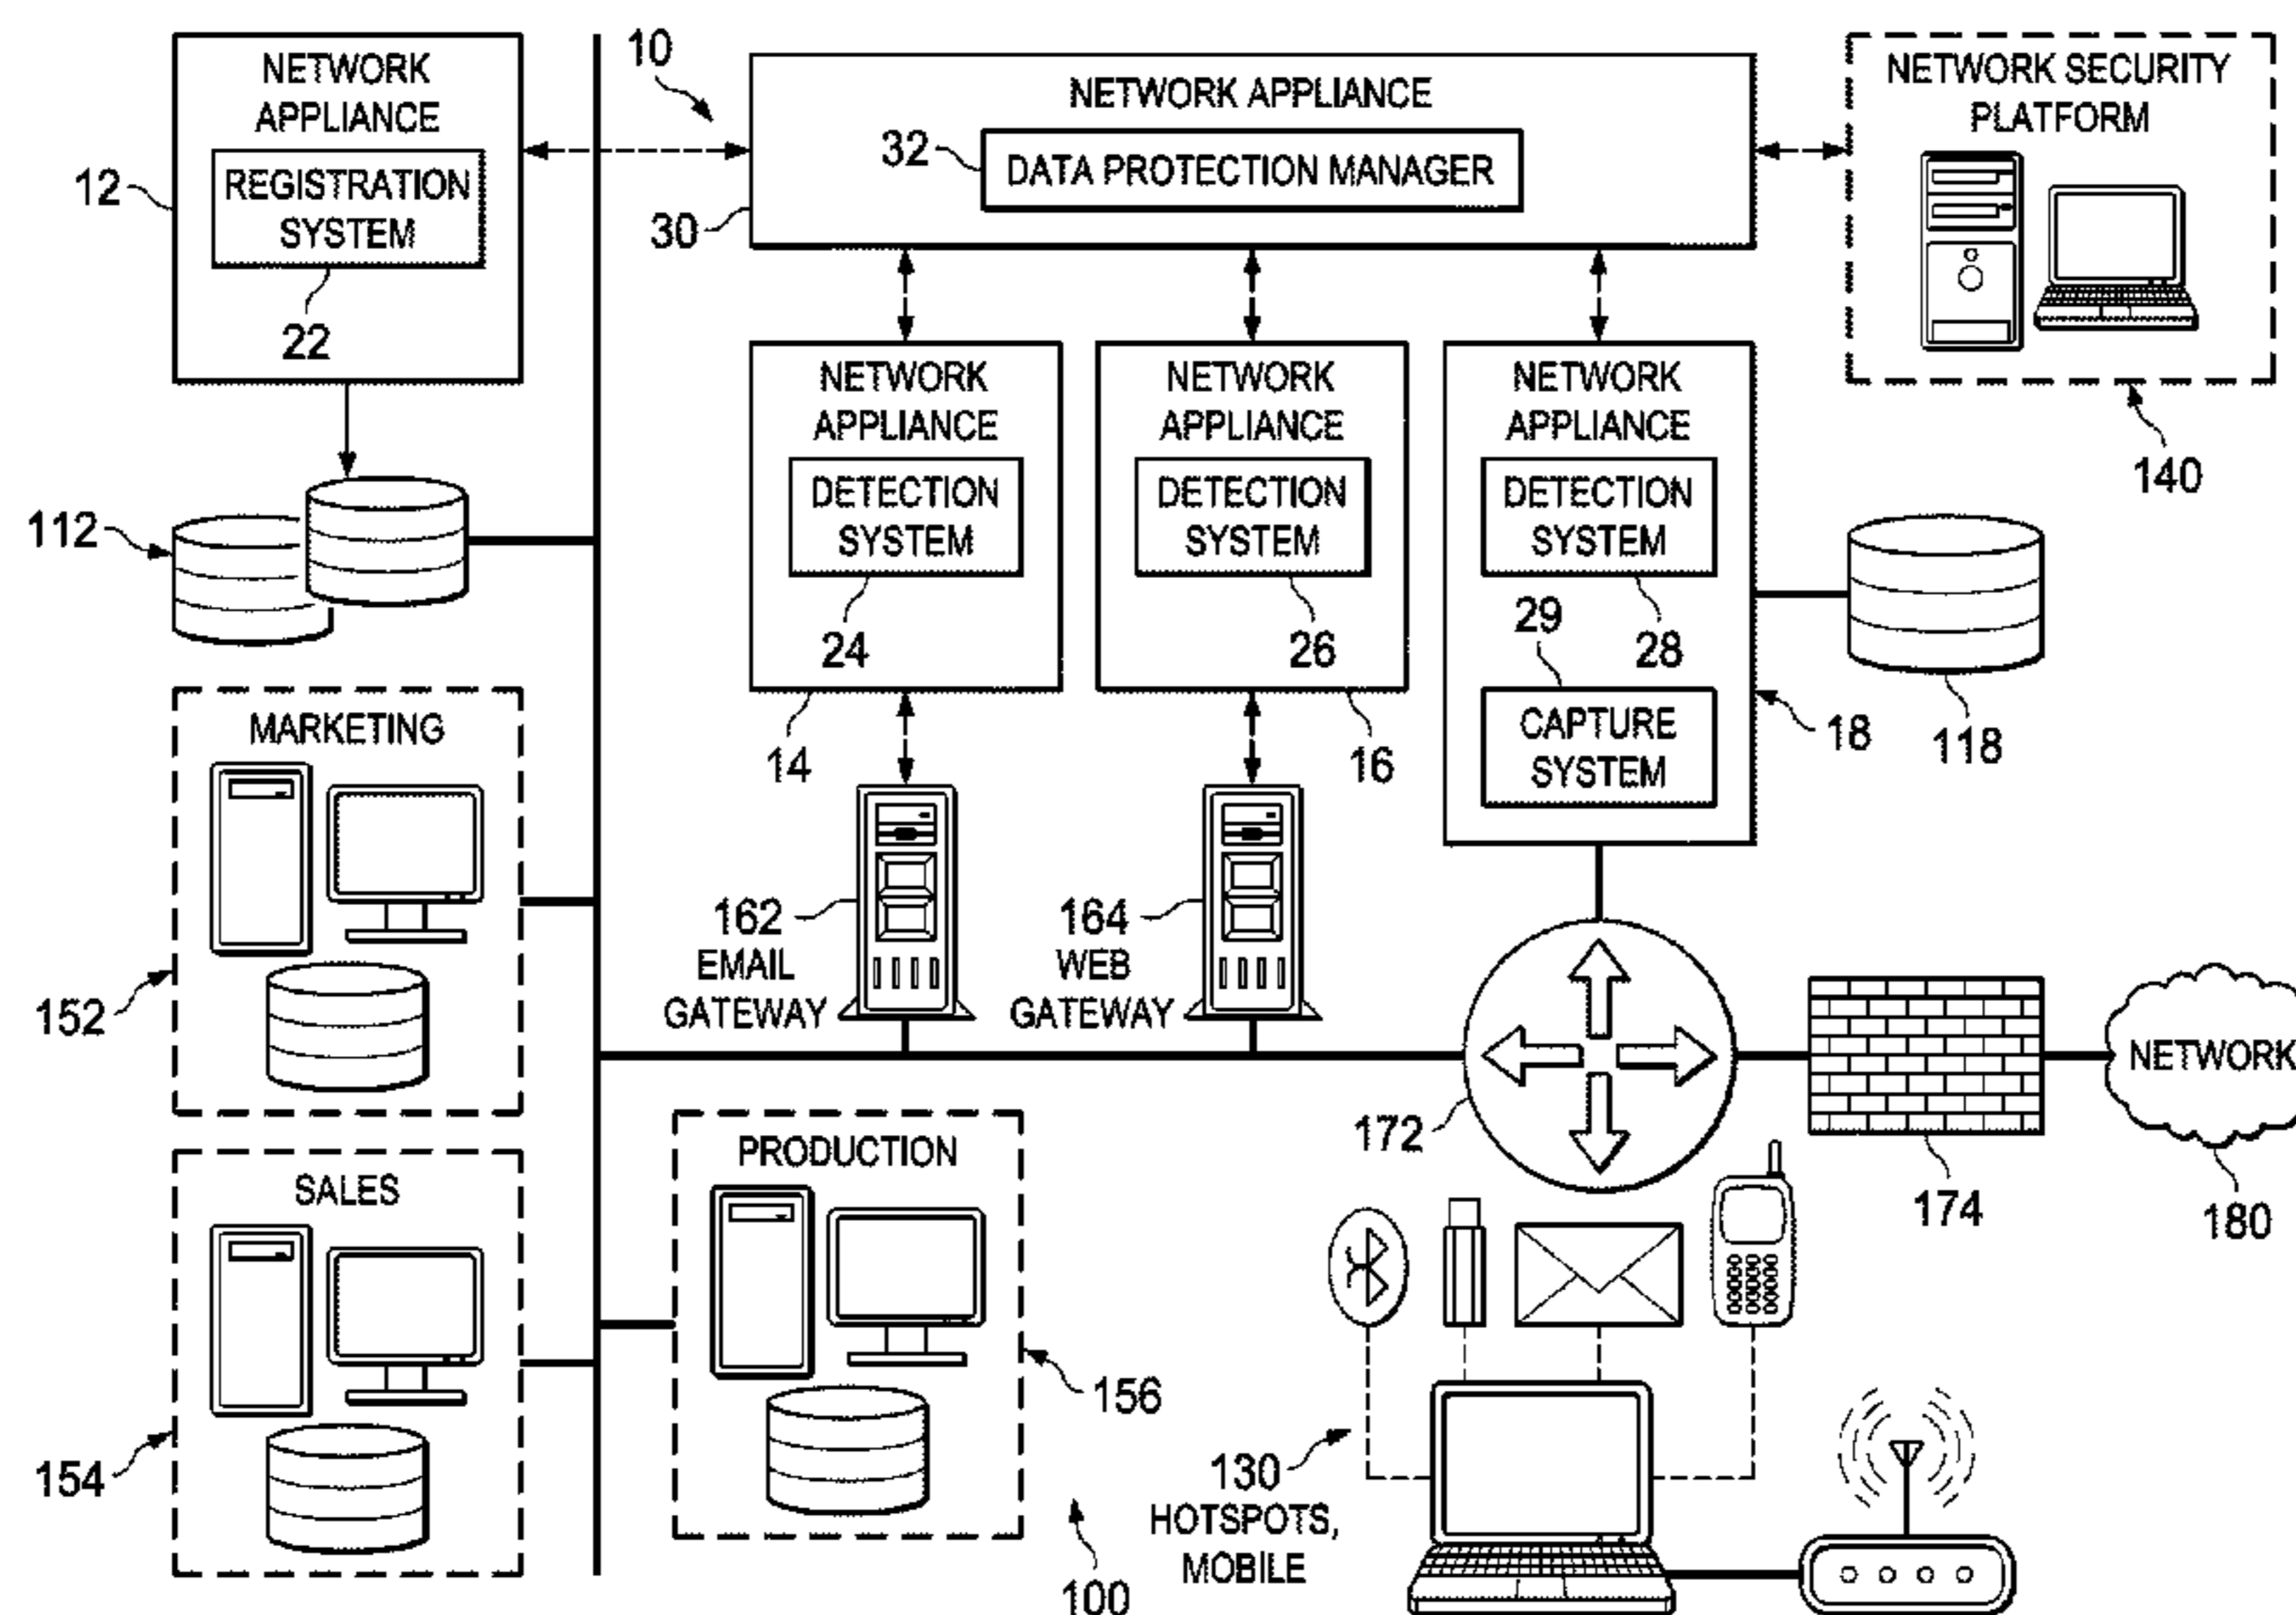 NETWORK
APPLIANCE
REGISTRATION
SYSTEM
12
22
10
NETWORK APPLIANCE
32
DATA PROTECTION MANAGER
30
NETWORK SECURITY
PLATFORM
140
112
NETWORK
APPLIANCE
DETECTION
SYSTEM
24
14
NETWORK
APPLIANCE
DETECTION
SYSTEM
26
16
NETWORK
APPLIANCE
DETECTION
SYSTEM
28
29
CAPTURE
SYSTEM
18
118
MARKETING
152
162
EMAIL
GATEWAY
164
WEB
GATEWAY
172
174
NETWORK
180
SALES
154
PRODUCTION
156
100
130
HOTSPOTS,
MOBILE